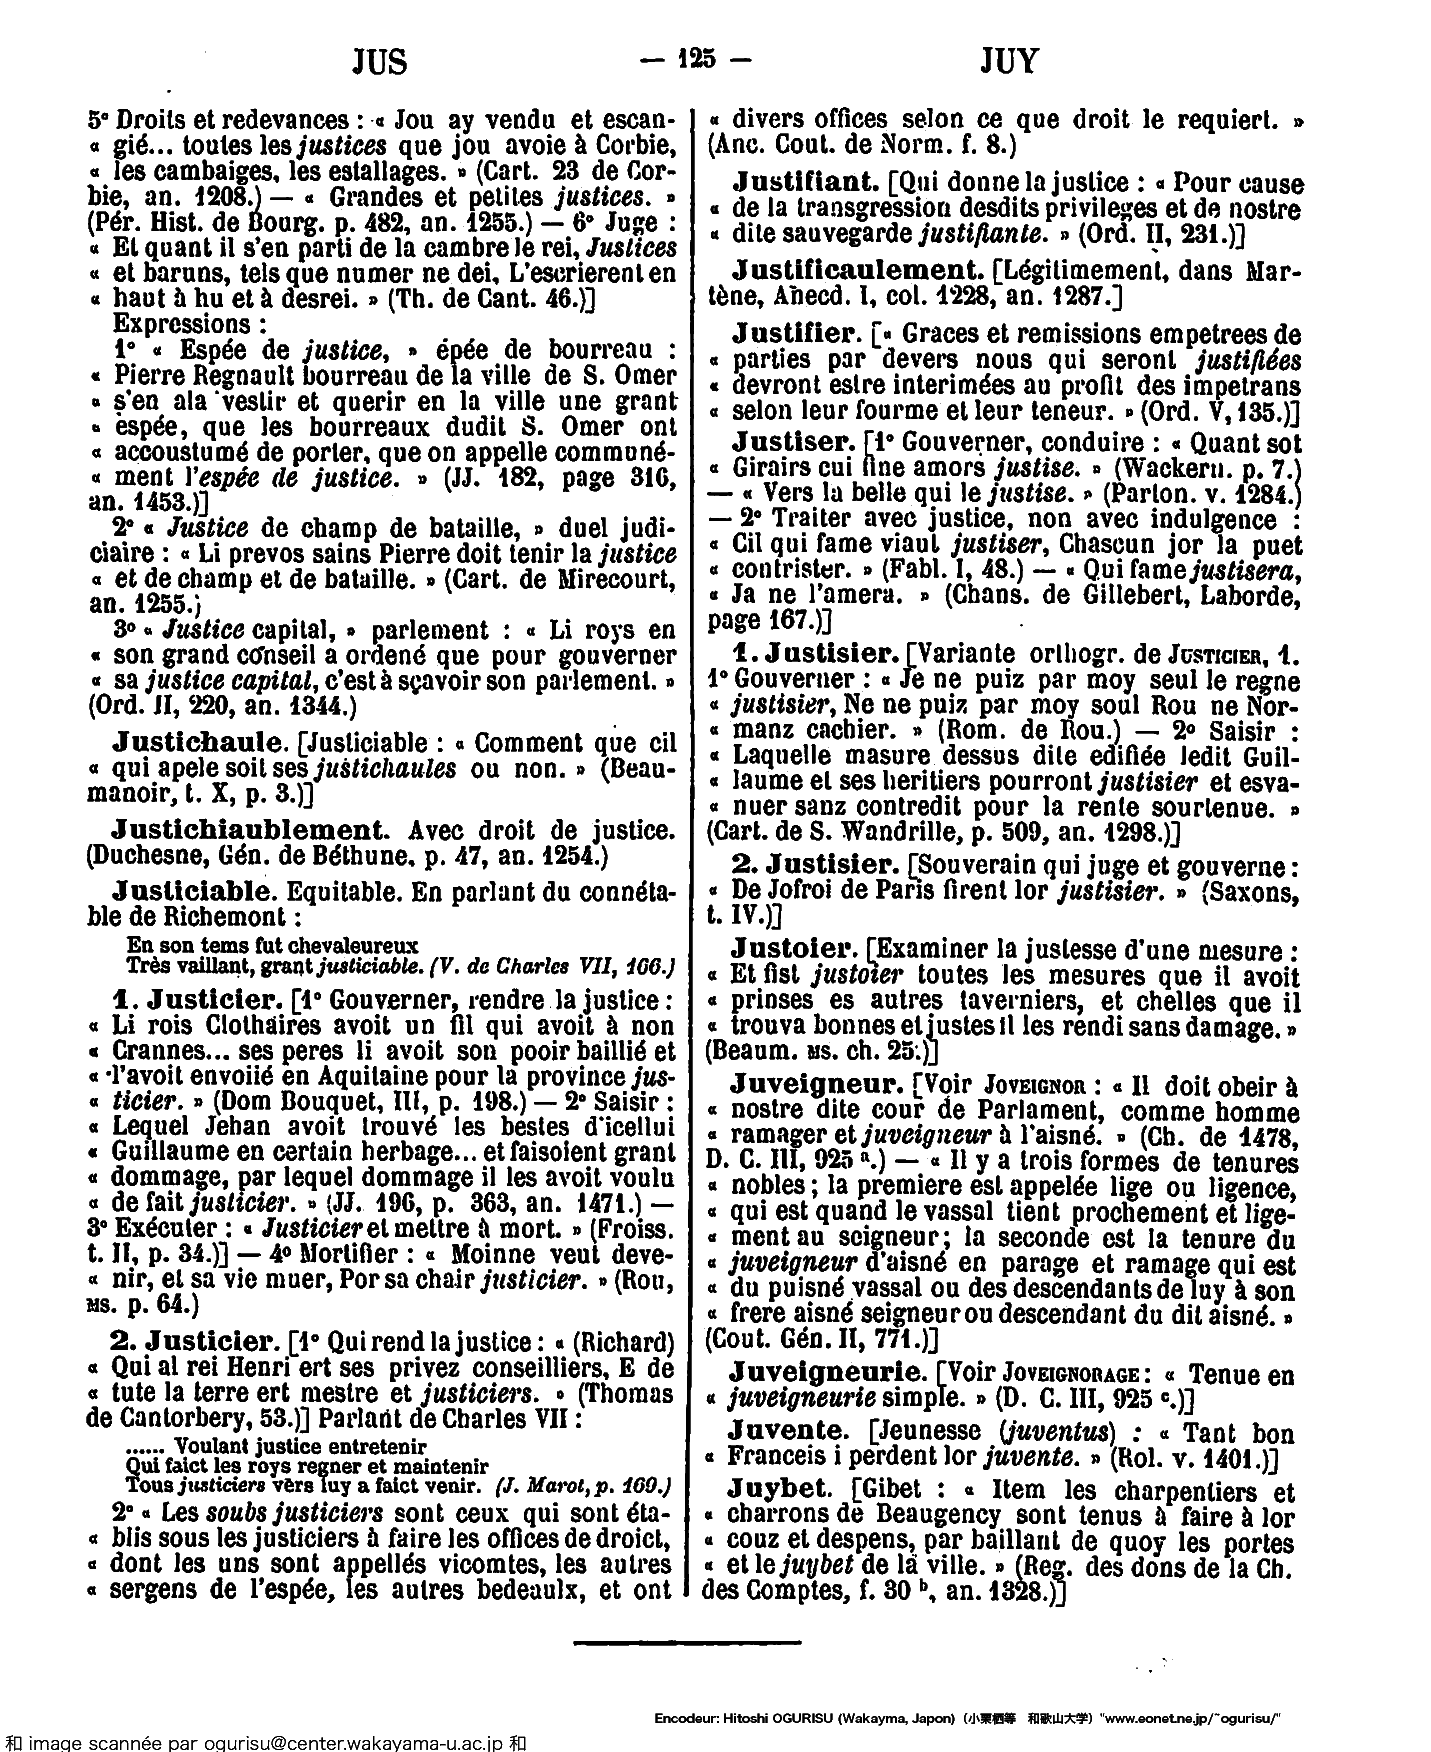 JUS — 125 — JUY
5° Droits et redevances : « Jou ay vendu et escan-
« gié... toutes les justices que jou avoie à Corbie,
« les cambaiges, les estallages. » (Cart. 23 de Cor-
bie, an. 1208.) — « Grandes et petites justices. »
(Pér. Hist. de Bourg. p. 482, an. 1255.) — 6° Juge :
« Et quant il s'en parti de la cambre le rei, Justices
« et baruns, tels que numer ne dei, L'escrierent en
« haut à hu et à desrei. » (Th. de Cant. 46.)]
Expressions :
1° « Espée de justice, » épée de bourreau :
« Pierre Regnault bourreau de la ville de S. Omer
« s'en ala vestir et querir en la ville une grant
« espée, que les bourreaux dudit S. Omer ont
« accoustumé de porter, que on appelle communé-
« ment l'espée de justice. » (JJ. 182, page 316,
an. 1453.)]
2° « Justice de champ de bataille, » duel judi-
ciaire : « Li prevos sains Pierre doit tenir la justice
« et de champ et de bataille. » (Cart. de Mirecourt,
an. 1255.)
3° « Justice capital, » parlement : « Li roys en
« son grand conseil a ordené que pour gouverner
« sa justice capital, c'est à sçavoir son parlement. »
(Ord. II, 220, an. 1344.)
Justichaule. [Justiciable : « Comment que cil
« qui apele soit ses justichaules ou non. » (Beau-
manoir, t. X, p. 3.)]
Justichiaublement. Avec droit de justice.
(Duchesne, Gén. de Béthune, p. 47, an. 1254.)
Justiciable. Equitable. En parlant du connéta-
ble de Richemont :
En son tems fut chevaleureux
Très vaillant, grant justiciable. (V. de Charles VII, 166.)
1. Justicier. [1° Gouverner, rendre la justice :
« Li rois Clothaires avoit un fil qui avoit à non
« Crannes... ses peres li avoit son pooir baillié et
« l'avoit envoiié en Aquitaine pour la province jus-
« ticier. » (Dom Bouquet, III, p. 198.) — 2° Saisir :
« Lequel Jehan avoit trouvé les bestes d'icellui
« Guillaume en certain herbage... et faisoient grant
« dommage, par lequel dommage il les avoit voulu
« de fait justicier. » (JJ. 196, p. 363, an. 1471.) —
3° Exécuter : « Justicier et mettre à mort. » (Froiss.
t. II, p. 34.)] — 4° Mortifier : « Moinne veut deve-
« nir, et sa vie muer, Por sa chair justicier. » (Rou,
MS. p. 64.)
2. Justicier. [1° Qui rend la justice : « (Richard)
« Qui al rei Henri ert ses privez conseilliers, E de
« tute la terre ert mestre et justiciers. » (Thomas
de Cantorbery, 53.)] Parlant de Charles VII :
...... Voulant justice entretenir
Qui faict les roys regner et maintenir
Tous justiciers vers luy a faict venir. (J. Marot, p. 169.)
2° « Les soubs justiciers sont ceux qui sont éta-
« blis sous les justiciers à faire les offices de droict,
« dont les uns sont appellés vicomtes, les autres
« sergens de l'espée, les autres bedeaulx, et ont
« divers offices selon ce que droit le requiert. »
(Anc. Cout. de Norm. f. 8.)
Justifiant. [Qui donne la justice : « Pour cause
« de la transgression desdits privileges et de nostre
« dite sauvegarde justifiante. » (Ord. II, 231.)]
Justificaulement. [Légitimement, dans Mar-
tène, Anecd. I, col. 1228, an. 1287.]
Justifier. [« Graces et remissions empetrees de
« parties par devers nous qui seront justifiées
« devront estre interimées au profit des impetrans
« selon leur fourme et leur teneur. » (Ord. V, 135.)]
Justiser. [1° Gouverner, conduire : « Quant sot
« Girairs cui fine amors justise. » (Wackern. p. 7.)
— « Vers la belle qui le justise. » (Parton. v. 1284.)
— 2° Traiter avec justice, non avec indulgence :
« Cil qui fame viaut justiser, Chascun jor la puet
« contrister. » (Fabl. I, 48.) — « Qui fame justisera,
« Ja ne l'amera. » (Chans. de Gillebert, Laborde,
page 167.)]
1. Justisier. [Variante orthogr. de JUSTICIER, 1.
1° Gouverner : « Je ne puiz par moy seul le regne
« justisier, Ne ne puiz par moy soul Rou ne Nor-
« manz cachier. » (Rom. de Rou.) — 2° Saisir :
« Laquelle masure dessus dite edifiée ledit Guil-
« laume et ses heritiers pourront justisier et esva-
« nuer sanz contredit pour la rente sourtenue. »
(Cart. de S. Wandrille, p. 509, an. 1298.)]
2. Justisier. [Souverain qui juge et gouverne :
« De Jofroi de Paris firent lor justisier. » (Saxons,
t. IV.)]
Justoier. [Examiner la justesse d'une mesure :
« Et fist justoier toutes les mesures que il avoit
« prinses es autres taverniers, et chelles que il
« trouva bonnes et justes il les rendi sans damage. »
(Beaum. MS. ch. 25.)]
Juveigneur. [Voir JOVEIGNOR : « Il doit obeir à
« nostre dite cour de Parlament, comme homme
« ramager et juveigneur à l'aisné. » (Ch. de 1478,
D. C. III, 925 a.) — « Il y a trois formes de tenures
« nobles ; la premiere est appelée lige ou ligence,
« qui est quand le vassal tient prochement et lige-
« ment au seigneur ; la seconde est la tenure du
« juveigneur d'aisné en parage et ramage qui est
« du puisné vassal ou des descendants de luy à son
« frere aisné seigneur ou descendant du dit aisné. »
(Cout. Gén. II, 771.)]
Juveigneurie. [Voir JOVEIGNORAGE : « Tenue en
« juveigneurie simple. » (D. C. III, 925 c.)]
Juvente. [Jeunesse (juventus) : « Tant bon
« Franceis i perdent lor juvente. » (Rol. v. 1401.)]
Juybet. [Gibet : « Item les charpentiers et
« charrons de Beaugency sont tenus à faire à lor
« couz et despens, par baillant de quoy les portes
« et le juybet de la ville. » (Reg. des dons de la Ch.
des Comptes, f. 30 b, an. 1328.)]
Encodeur: Hitoshi OGURISU (Wakayma, Japon)（小栗栖等　和歌山大学）"www.eonet.ne.jp/~ogurisu/"
和 image scannée par ogurisu@center.wakayama-u.ac.jp 和